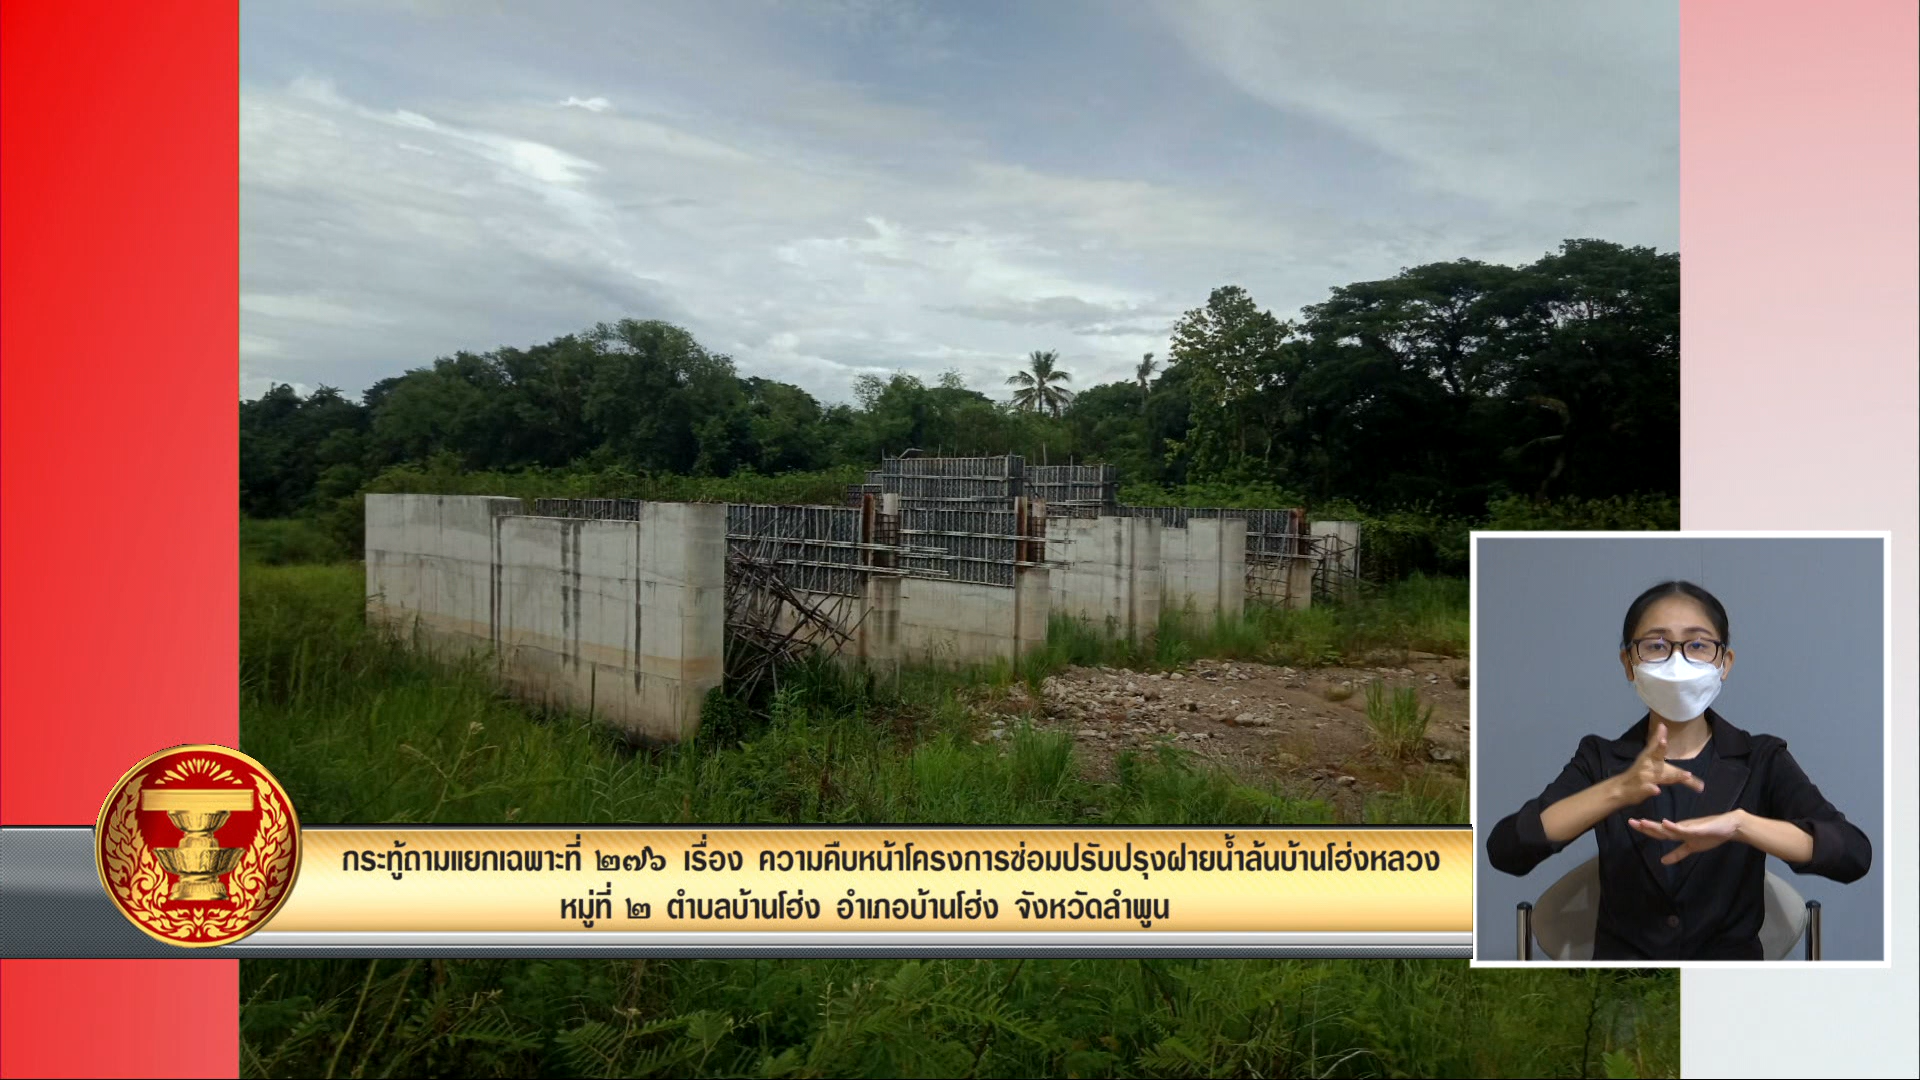 กระทู้ถามแยกเฉพาะที่ ๒๗๖ เรื่อง ความคืบหน้าโครงการซ่อมปรับปรุงฝายน้ำล้นบ้านโฮ่งหลวง
หมู่ที่ ๒ ตำบลบ้านโฮ่ง อำเภอบ้านโฮ่ง จังหวัดลำพูน